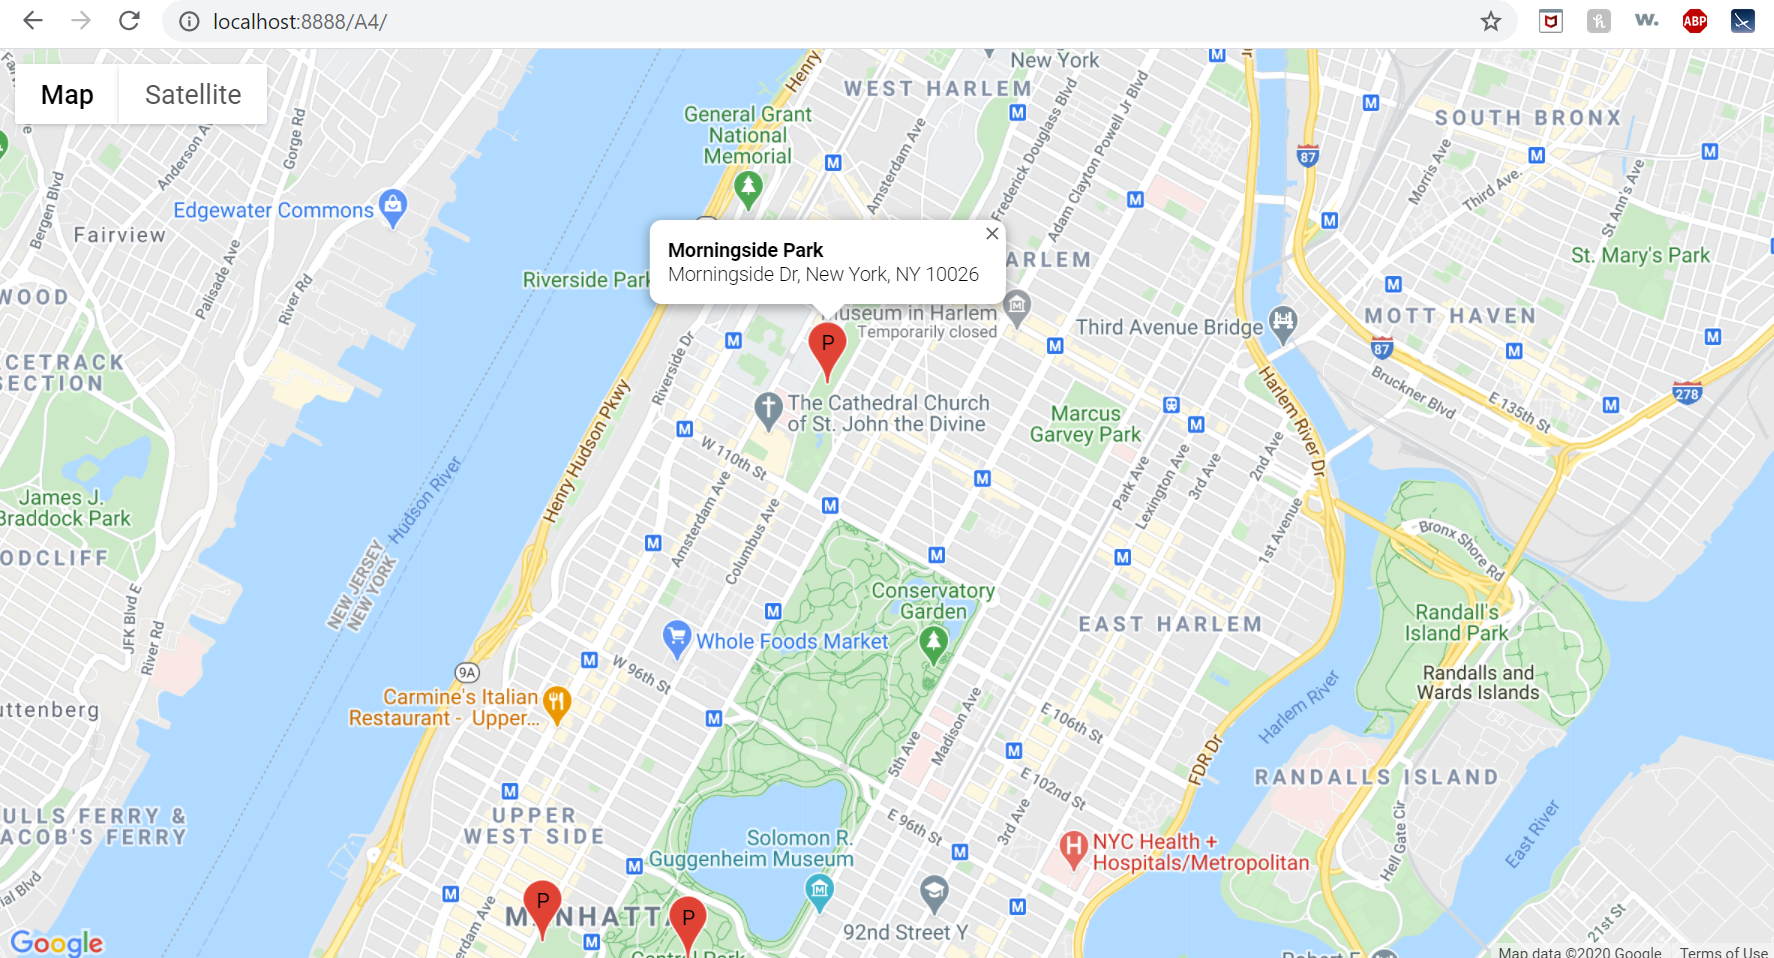 localhost:8888/A4/
ABP
Map
Satellite
New York
WEST HARLEM
Henry
General Grant
National
Memorial
Amsterdam Ave
Frederick Douglass Blvd
Adam Clayton Powell Jr Blvd
SOUTH BRONX
87
Morris Ave
Third Ave.
St Ann's Ave
Anderson A
Gorge Rd
Bergen Blvd
Edgewater Commons
Fairview
Palisade Ave
River Rd
WOOD
Riverside Park
Morningside Park
Morningside Dr, New York, NY 10026
ARLEM
St. Mary's Park
useum in Harlem
Temporarily closed
Third Avenue Bridge
MOTT HAVEN
87
P
Riverside Dr
CETRACK
SECTION
Bruckner Blvd
278
E 135th St
The Cathedral Church
of St. John the Divine
Marcus
Garvey Park
Harlem River Dr
Henry Hudson Pkwy
W 110th St
Park Ave
Lexington Ave
3rd Ave
2nd Ave
1st Avenue
James J.
Braddock Park
Hudson River
Amsterdam Ave
Columbus Ave
Bronx Shore Rd
ODCLIFF
NEW JERSEY
NEW YORK
JFK Blvd E
River Rd
Conservatory
Garden
EAST HARLEM
Randall's
Island Park
Whole Foods Market
W 96th St
9A
Randalls and
Wards Islands
Carmine's Italian
Restaurant - Upper...
uttenberg
Madison Ave
5th Ave
E 106th St
Harlem River
FDR Dr
E 102nd St
RANDALLS ISLAND
ULLS FERRY &
ACOB'S FERRY
UPPER
WEST SIDE
3rd Ave
E 96th St
Hell Gate Cir
East River
Solomon R.
Guggenheim Museum
NYC Health +
Hospitals/Metropolitan
H
ial Blvd
P
MANHATTA
P
rdam Ave
92nd Street Y
21st St
Google
Central Park
Robert F
Map data ©2020 Google
Terms of Use